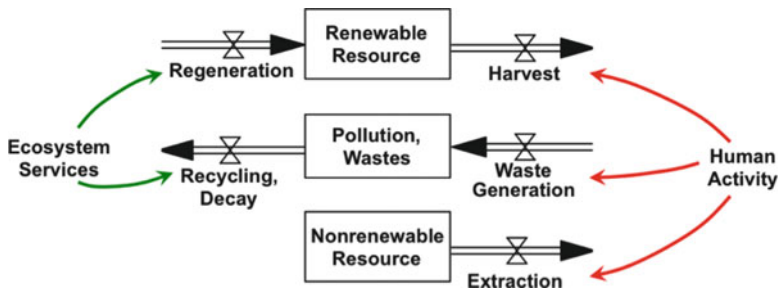 Renewable
Resource
Regeneration
Harvest
Ecosystem
Services
Pollution,
Wastes
Recycling,
Decay
Waste
Generation
Human
Activity
Nonrenewable
Resource
Extraction